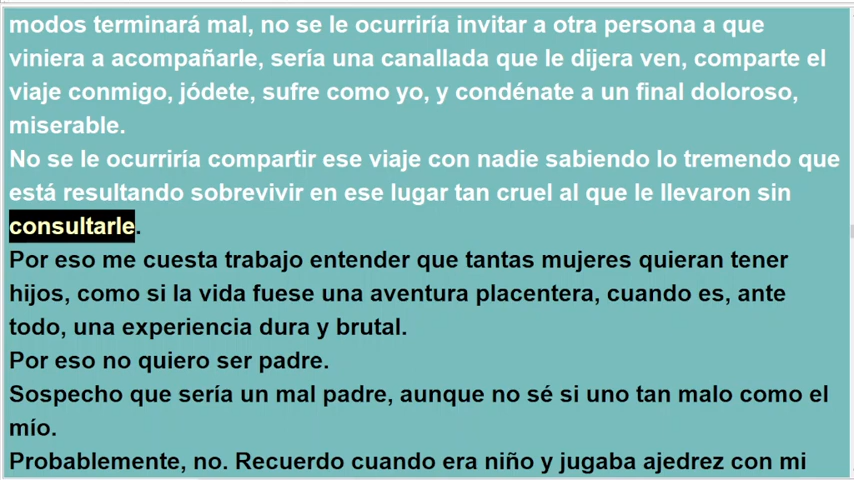 modos terminará mal, no se le ocurriría invitar a otra persona a que
viniera a acompañarle, sería una canallada que le dijera ven, comparte el
viaje conmigo, jódete, sufre como yo, y condénate a un final doloroso,
miserable.
No se le ocurriría compartir ese viaje con nadie sabiendo lo tremendo que
está resultando sobrevivir en ese lugar tan cruel al que le llevaron sin
consultarle.
Por eso me cuesta trabajo entender que tantas mujeres quieran tener
hijos, como si la vida fuese una aventura placentera, cuando es, ante
todo, una experiencia dura y brutal.
Por eso no quiero ser padre.
Sospecho que sería un mal padre, aunque no sé si uno tan malo como el
mío.
Probablemente, no. Recuerdo cuando era niño y jugaba ajedrez con mi